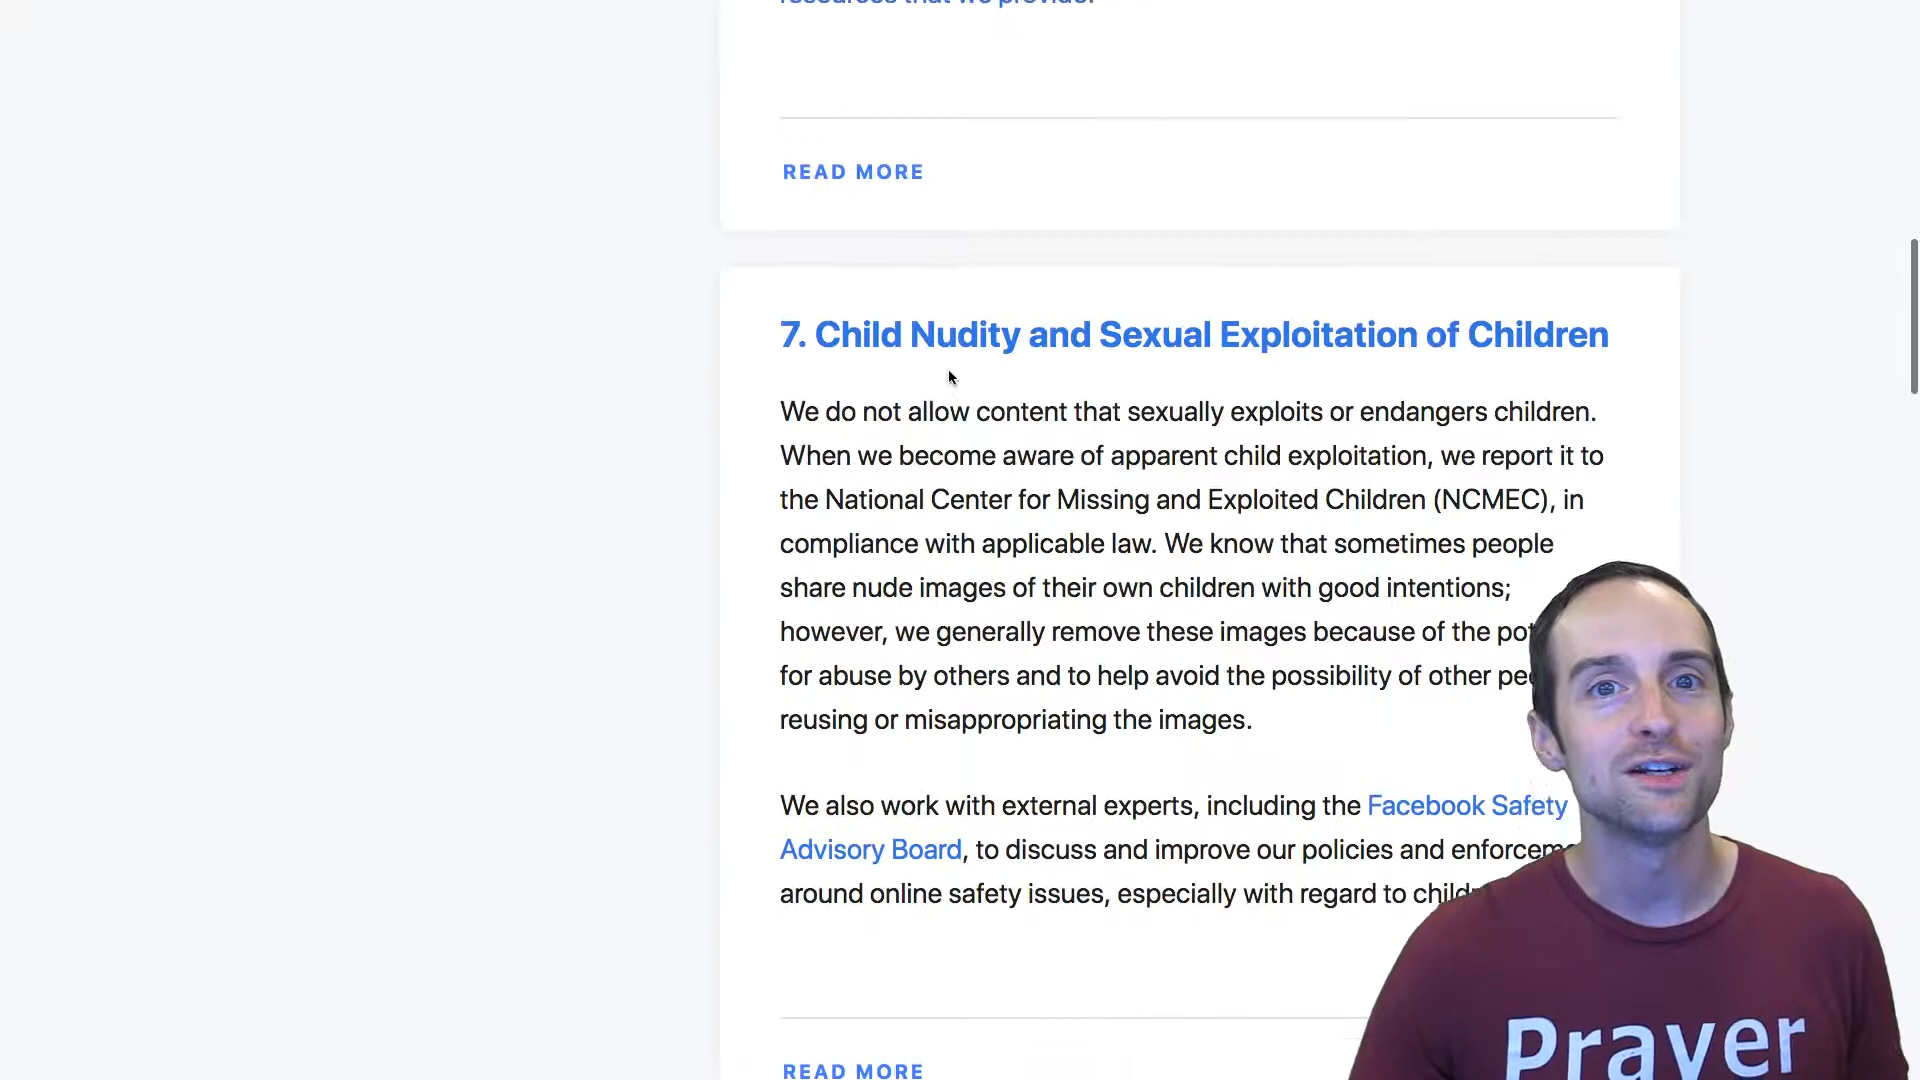 READ MORE
7. Child Nudity and Sexual Exploitation of Children
We do not allow content that sexually exploits or endangers children.
When we become aware of apparent child exploitation, we report it to
the National Center for Missing and Exploited Children (NCMEC), in
compliance with applicable law. We know that sometimes people
share nude images of their own children with good intentions;
however, we generally remove these images because of the
for abuse by others and to help avoid the possibility of other
reusing or misappropriating the images.
We also work with external experts, including the Facebook Safety
Advisory Board, to discuss and improve our policies and
around online safety issues, especially with regard to
READ MORE
Prayer